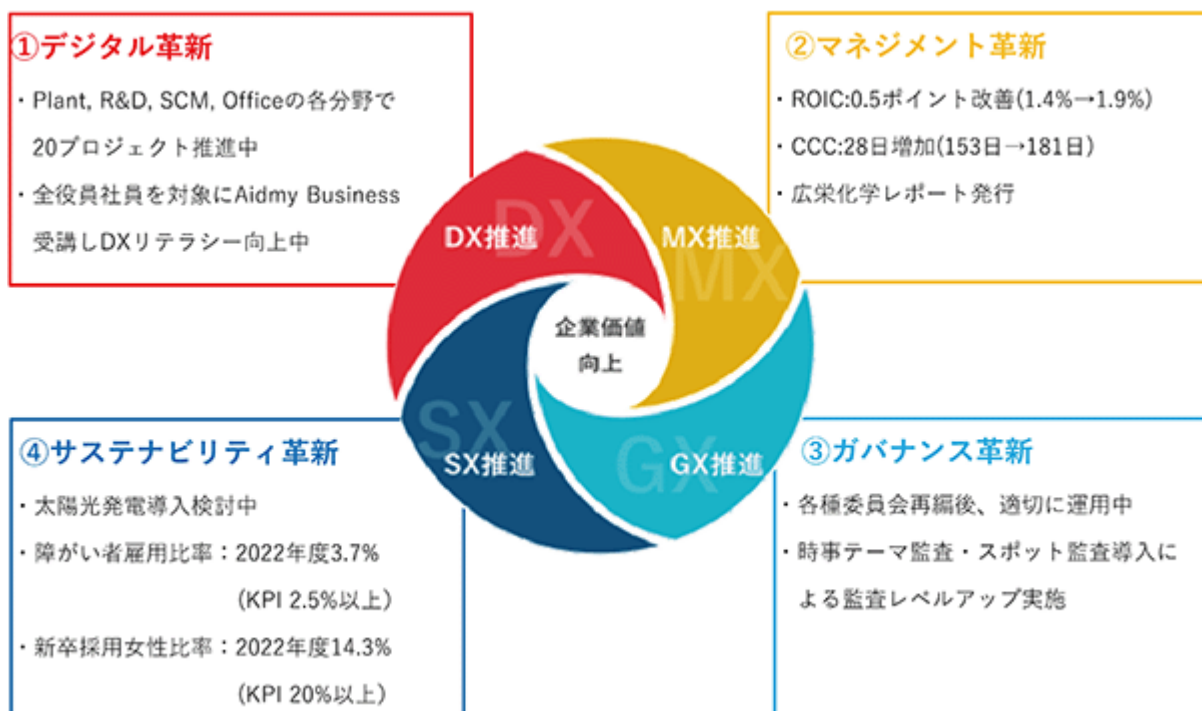 ①デジタル革新
・Plant, R&D, SCM, Officeの各分野で
20プロジェクト推進中
・全役員社員を対象にAidmy Business
受講しDXリテラシー向上中
②マネジメント革新
・ROIC:0.5ポイント改善(1.4%→1.9%)
・CCC:28日増加(153日→181日)
・広栄化学レポート発行
DX
DX推進
MX
MX推進
企業価値
向上
SX
SX推進
GX
GX推進
④サステナビリティ革新
・太陽光発電導入検討中
・障がい者雇用比率：2022年度3.7%
(KPI 2.5%以上)
・新卒採用女性比率：2022年度14.3%
(KPI 20%以上)
③ガバナンス革新
・各種委員会再編後、適切に運用中
・時事テーマ監査・スポット監査導入に
よる監査レベルアップ実施